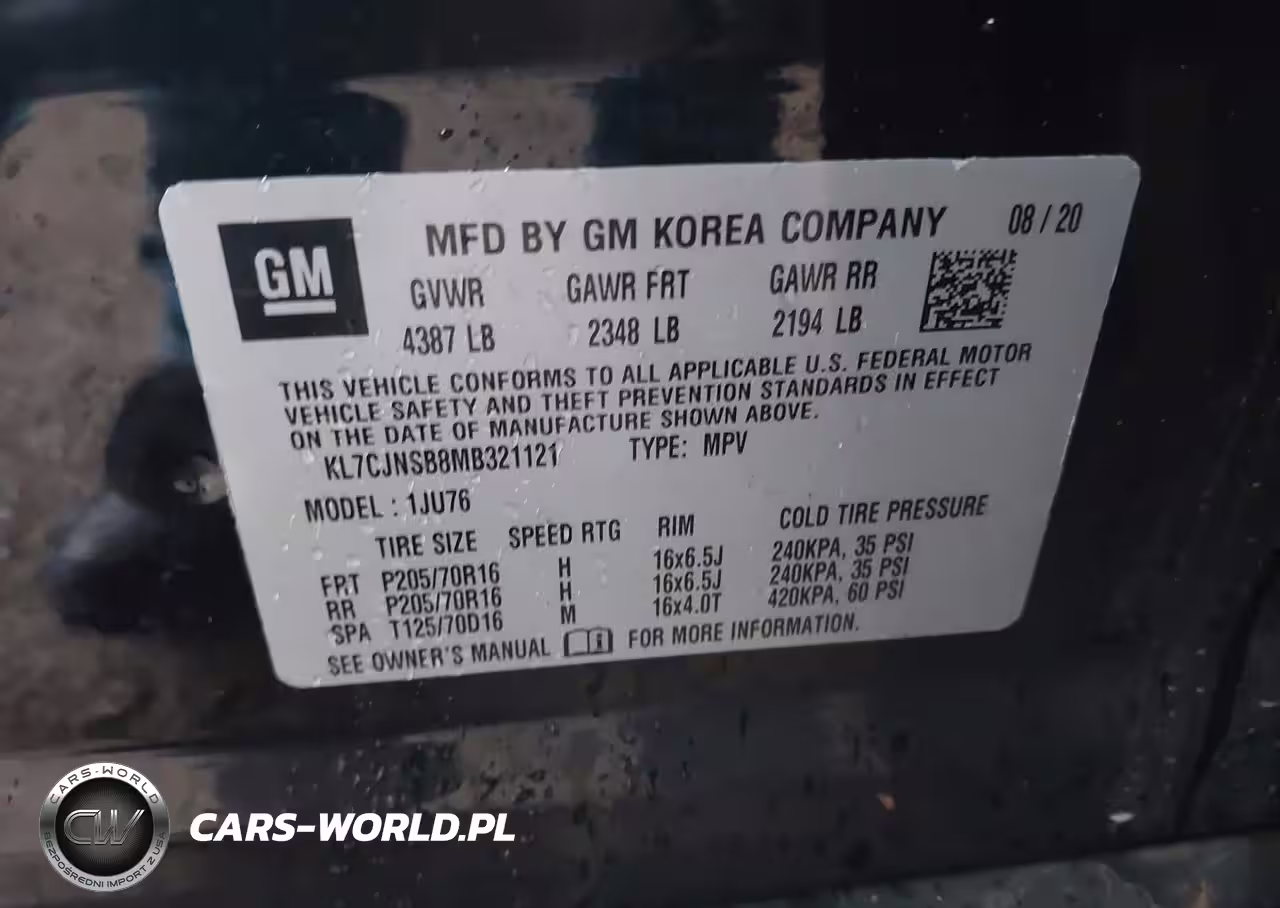 GM
MFD BY GM KOREA COMPANY 08 / 20
GVWR GAWR FRT GAWR RR
4387 LB 2348 LB 2194 LB
THIS VEHICLE CONFORMS TO ALL APPLICABLE U.S. FEDERAL MOTOR
VEHICLE SAFETY AND THEFT PREVENTION STANDARDS IN EFFECT
ON THE DATE OF MANUFACTURE SHOWN ABOVE.
KL7CJNSB8MB321121 TYPE: MPV
MODEL : 1JU76
TIRE SIZE SPEED RTG RIM COLD TIRE PRESSURE
FRT P205/70R16 H 16x6.5J 240KPA, 35 PSI
RR P205/70R16 H 16x6.5J 240KPA, 35 PSI
SPA T125/70D16 M 16x4.0T 420KPA, 60 PSI
SEE OWNER'S MANUAL FOR MORE INFORMATION.
CARS-WORLD
CW
BEZPOŚREDNI IMPORT Z USA
CARS-WORLD.PL